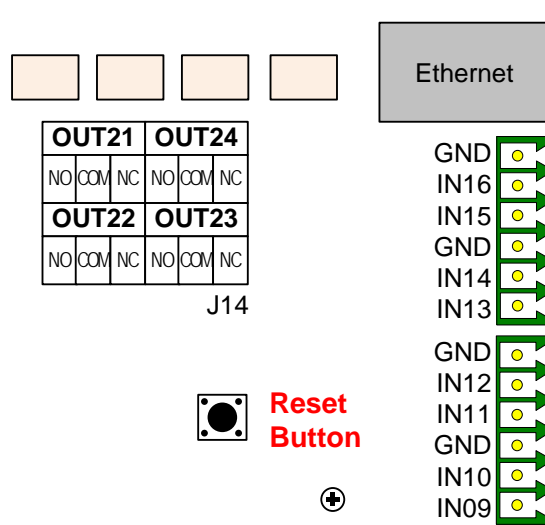 Ethernet
OUT21 OUT24
NO COM NC NO COM NC
OUT22 OUT23
NO COM NC NO COM NC
J14
Reset
Button
GND
IN16
IN15
GND
IN14
IN13
GND
IN12
IN11
GND
IN10
IN09